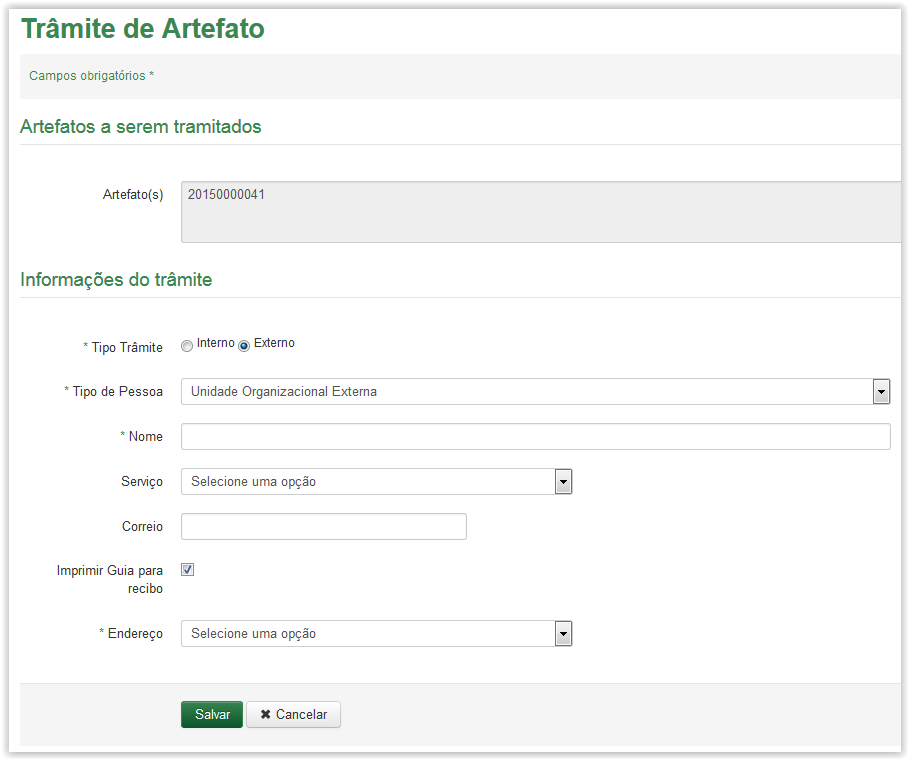 Trâmite de Artefato
Campos obrigatórios *
Artefatos a serem tramitados
Artefato(s)
20150000041
Informações do trâmite
* Tipo Trâmite
Interno
Externo
* Tipo de Pessoa
Unidade Organizacional Externa
* Nome
Serviço
Selecione uma opção
Correio
Imprimir Guia para
recibo
* Endereço
Selecione uma opção
Salvar
Cancelar